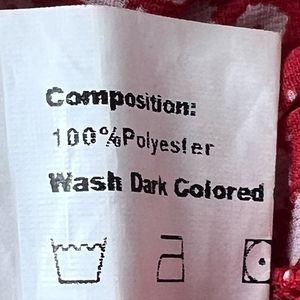 Composition:
100%Polyester
Wash Dark Colored